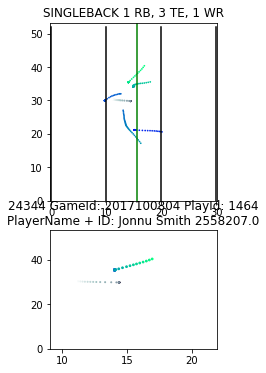 SINGLEBACK 1 RB, 3 TE, 1 WR
50
40
30
20
10
0
0 10 20 30
24344 GameId: 2017100804 PlayId: 1464
PlayerName + ID: Jonnu Smith 2558207.0
40
20
0
10 15 20